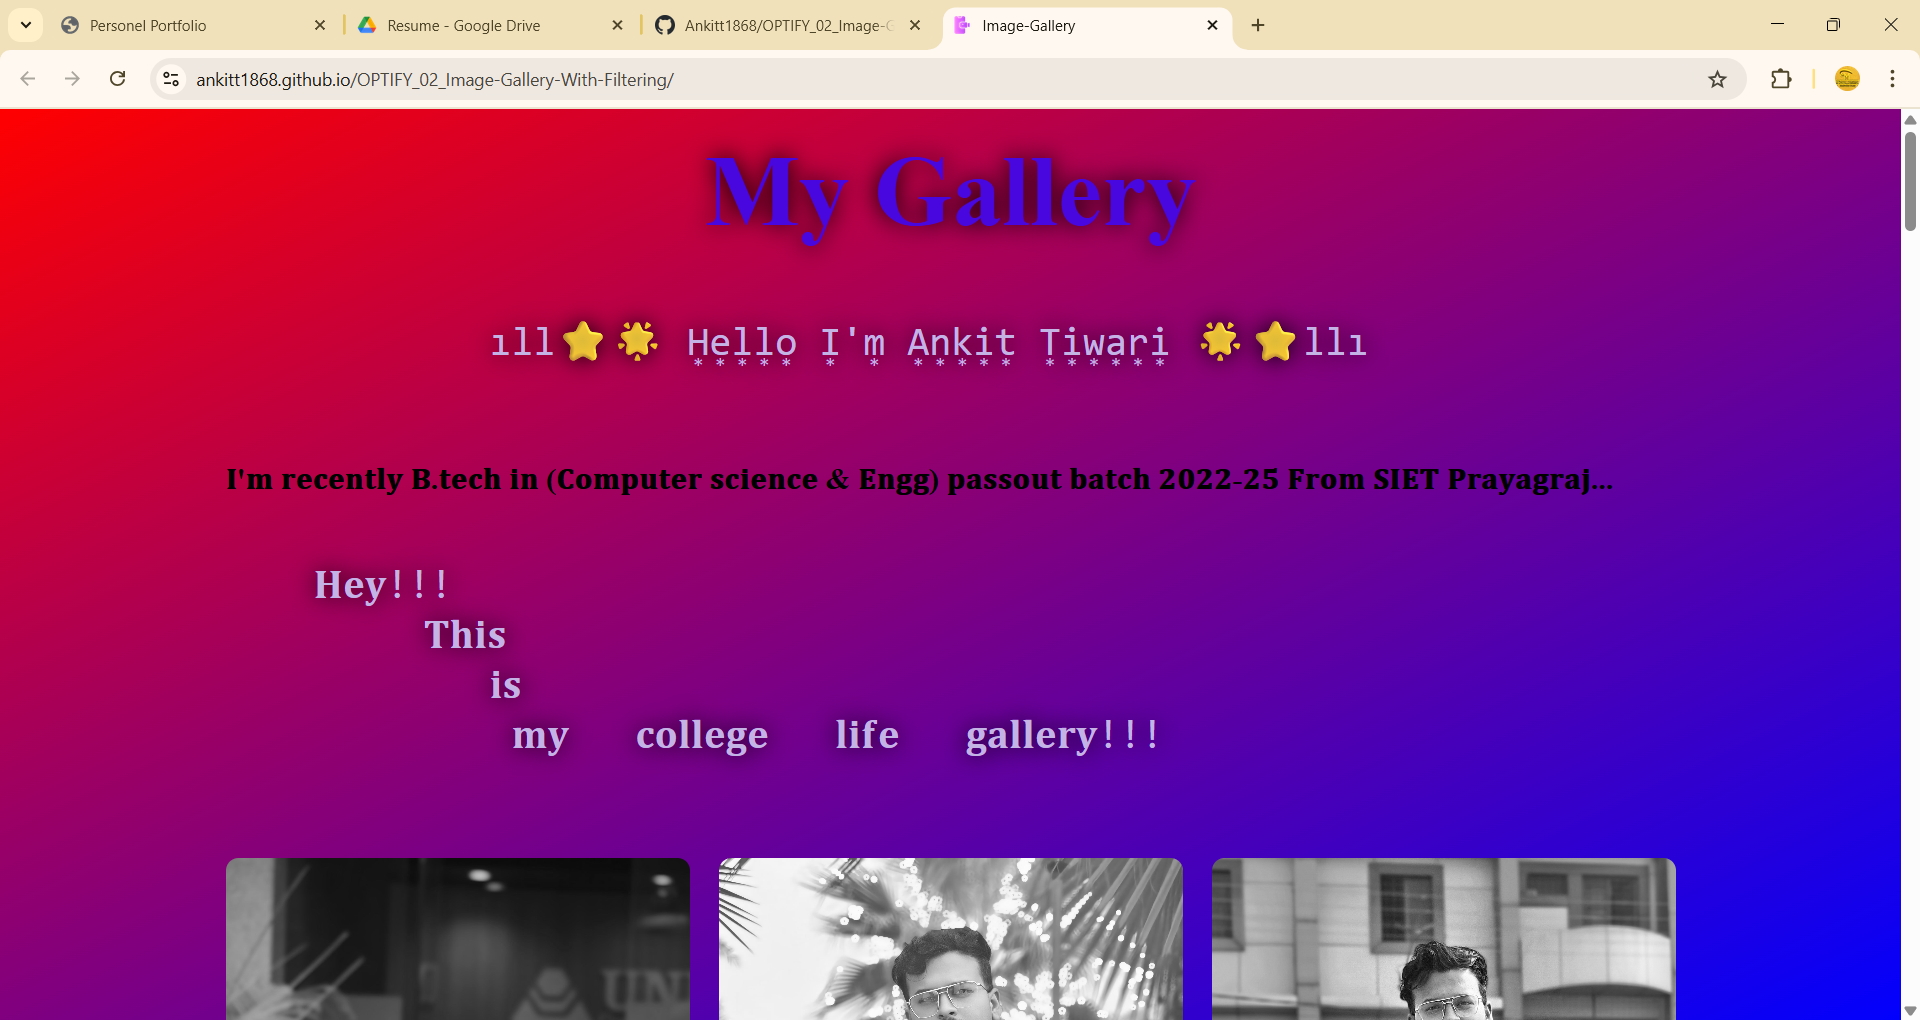 Personel Portfolio
Resume - Google Drive
Ankitt1868/OPTIFY_02_Image-G
Image-Gallery
ankitt1868.github.io/OPTIFY_02_Image-Gallery-With-Filtering/
My Gallery
ıll⭐🌟 Hello I'm Ankit Tiwari 🌟⭐llı
***** * * ***** ******
I'm recently B.tech in (Computer science & Engg) passout batch 2022-25 From SIET Prayagraj...
Hey!!!
This
is
my college life gallery!!!
UNI